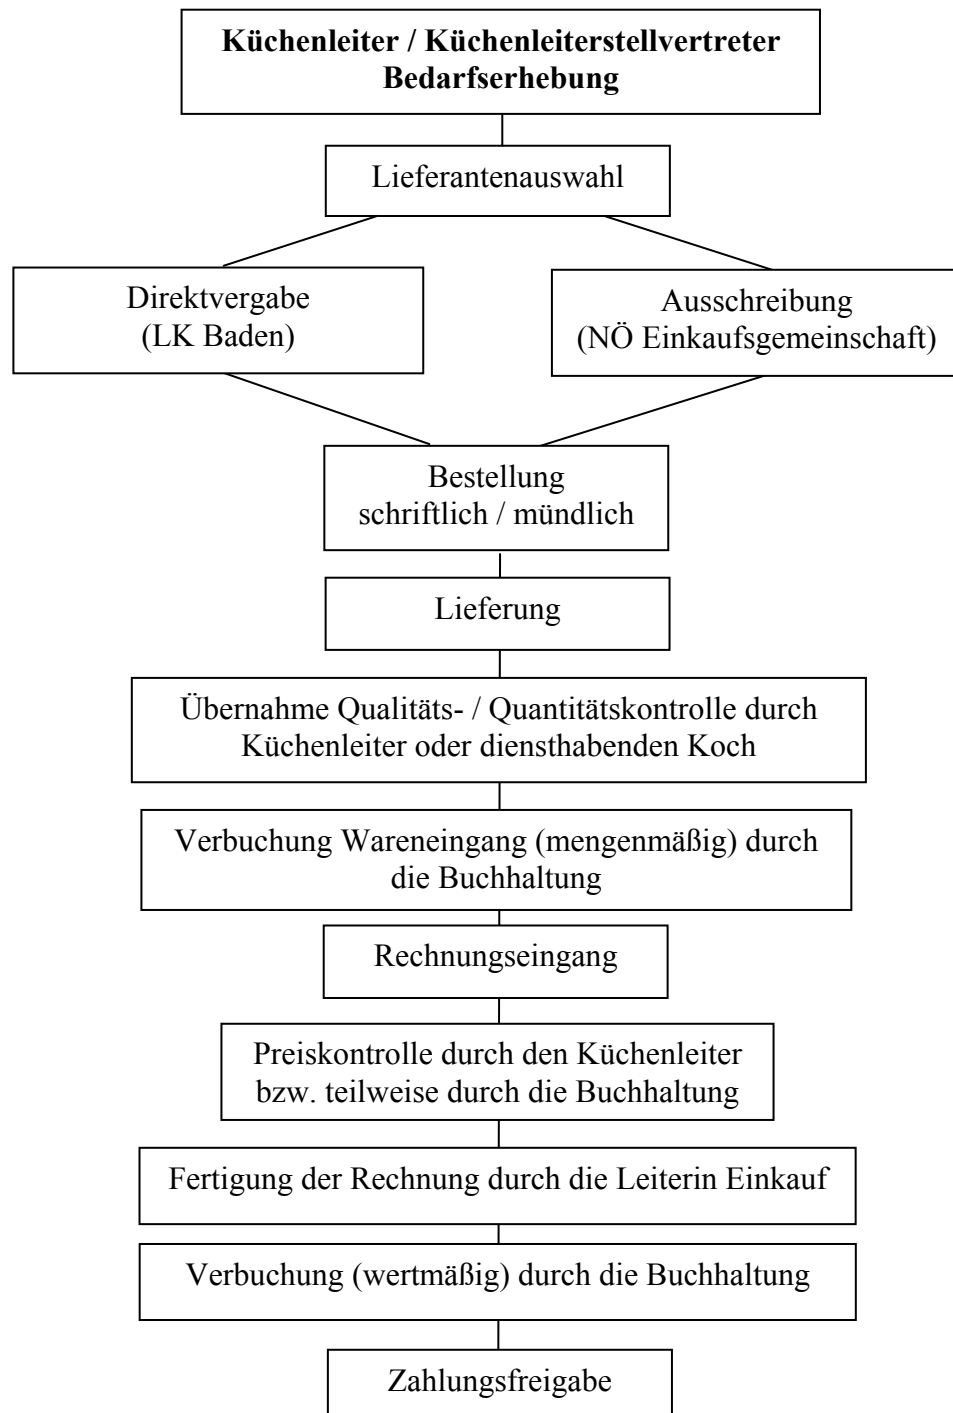 Küchenleiter / Küchenleiterstellvertreter
Bedarfserhebung
Lieferantenauswahl
Direktvergabe
(LK Baden)
Ausschreibung
(NÖ Einkaufsgemeinschaft)
Bestellung
schriftlich / mündlich
Lieferung
Übernahme Qualitäts- / Quantitätskontrolle durch
Küchenleiter oder diensthabenden Koch
Verbuchung Wareneingang (mengenmäßig) durch
die Buchhaltung
Rechnungseingang
Preiskontrolle durch den Küchenleiter
bzw. teilweise durch die Buchhaltung
Fertigung der Rechnung durch die Leiterin Einkauf
Verbuchung (wertmäßig) durch die Buchhaltung
Zahlungsfreigabe